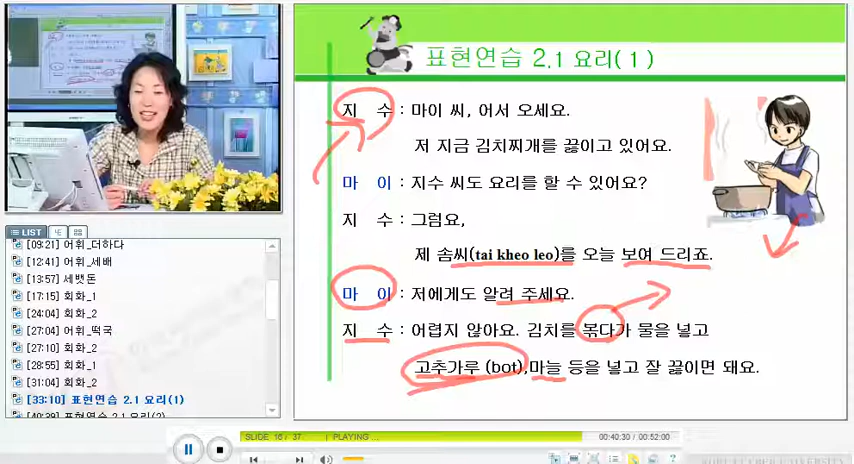 표현연습 2.1 요리(1)
지 수 : 마이 씨, 어서 오세요.
저 지금 김치찌개를 끓이고 있어요.
마 이 : 지수 씨도 요리를 할 수 있어요?
지 수 : 그럼요,
제 솜씨(tai kheo leo)를 오늘 보여 드리죠.
마 이 : 저에게도 알려 주세요.
지 수 : 어렵지 않아요. 김치를 볶다가 물을 넣고
고추가루 (bot),마늘 등을 넣고 잘 끓이면 돼요.
LIST
[09:21] 어휘_더하다
[12:41] 어휘_세배
[13:57] 세뱃돈
[17:15] 회화_1
[24:04] 회화_2
[27:04] 어휘_떡국
[27:10] 회화_2
[28:55] 회화_1
[31:04] 회화_2
[33:10] 표현연습 2.1 요리(1)
[40:39] 표현연습 2.1 요리(2)
SLIDE 16 / 37 | PLAYING ...
00:40:30 / 00:52:00